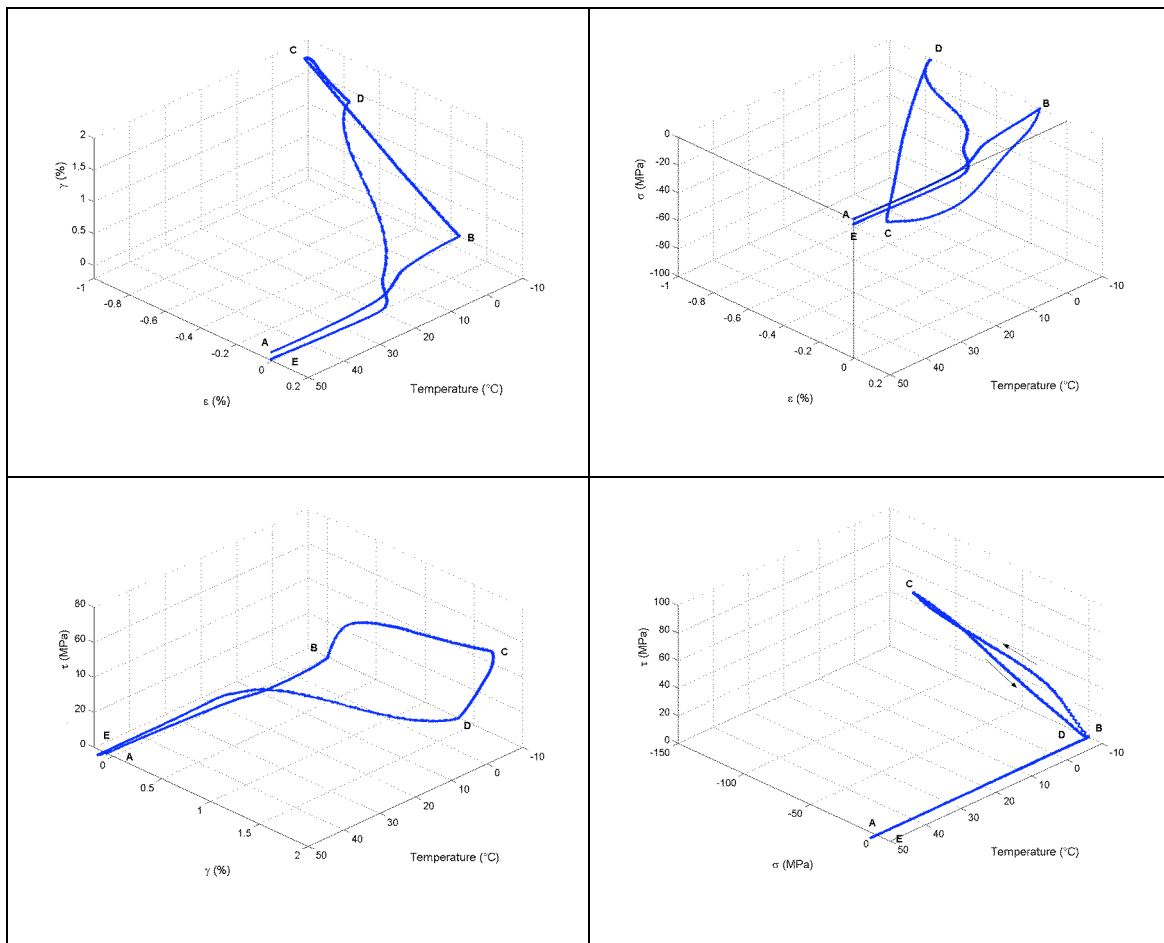 C
D
B
A
E
2
1.5
1
0.5
0
γ (%)
-1
-0.8
-0.6
-0.4
-0.2
0
0.2
ε (%)
50
40
30
20
10
0
-10
Temperature (°C)
D
B
A
E
C
0
-20
-40
-60
-80
-100
σ (MPa)
-1
-0.8
-0.6
-0.4
-0.2
0
0.2
ε (%)
50
40
30
20
10
0
-10
Temperature (°C)
B
C
D
E
A
80
60
40
20
0
τ (MPa)
0
0.5
1
1.5
2
γ (%)
50
40
30
20
10
0
-10
Temperature (°C)
C
D
B
A
E
100
80
60
40
20
0
τ (MPa)
-150
-100
-50
0
σ (MPa)
50
40
30
20
10
0
-10
Temperature (°C)